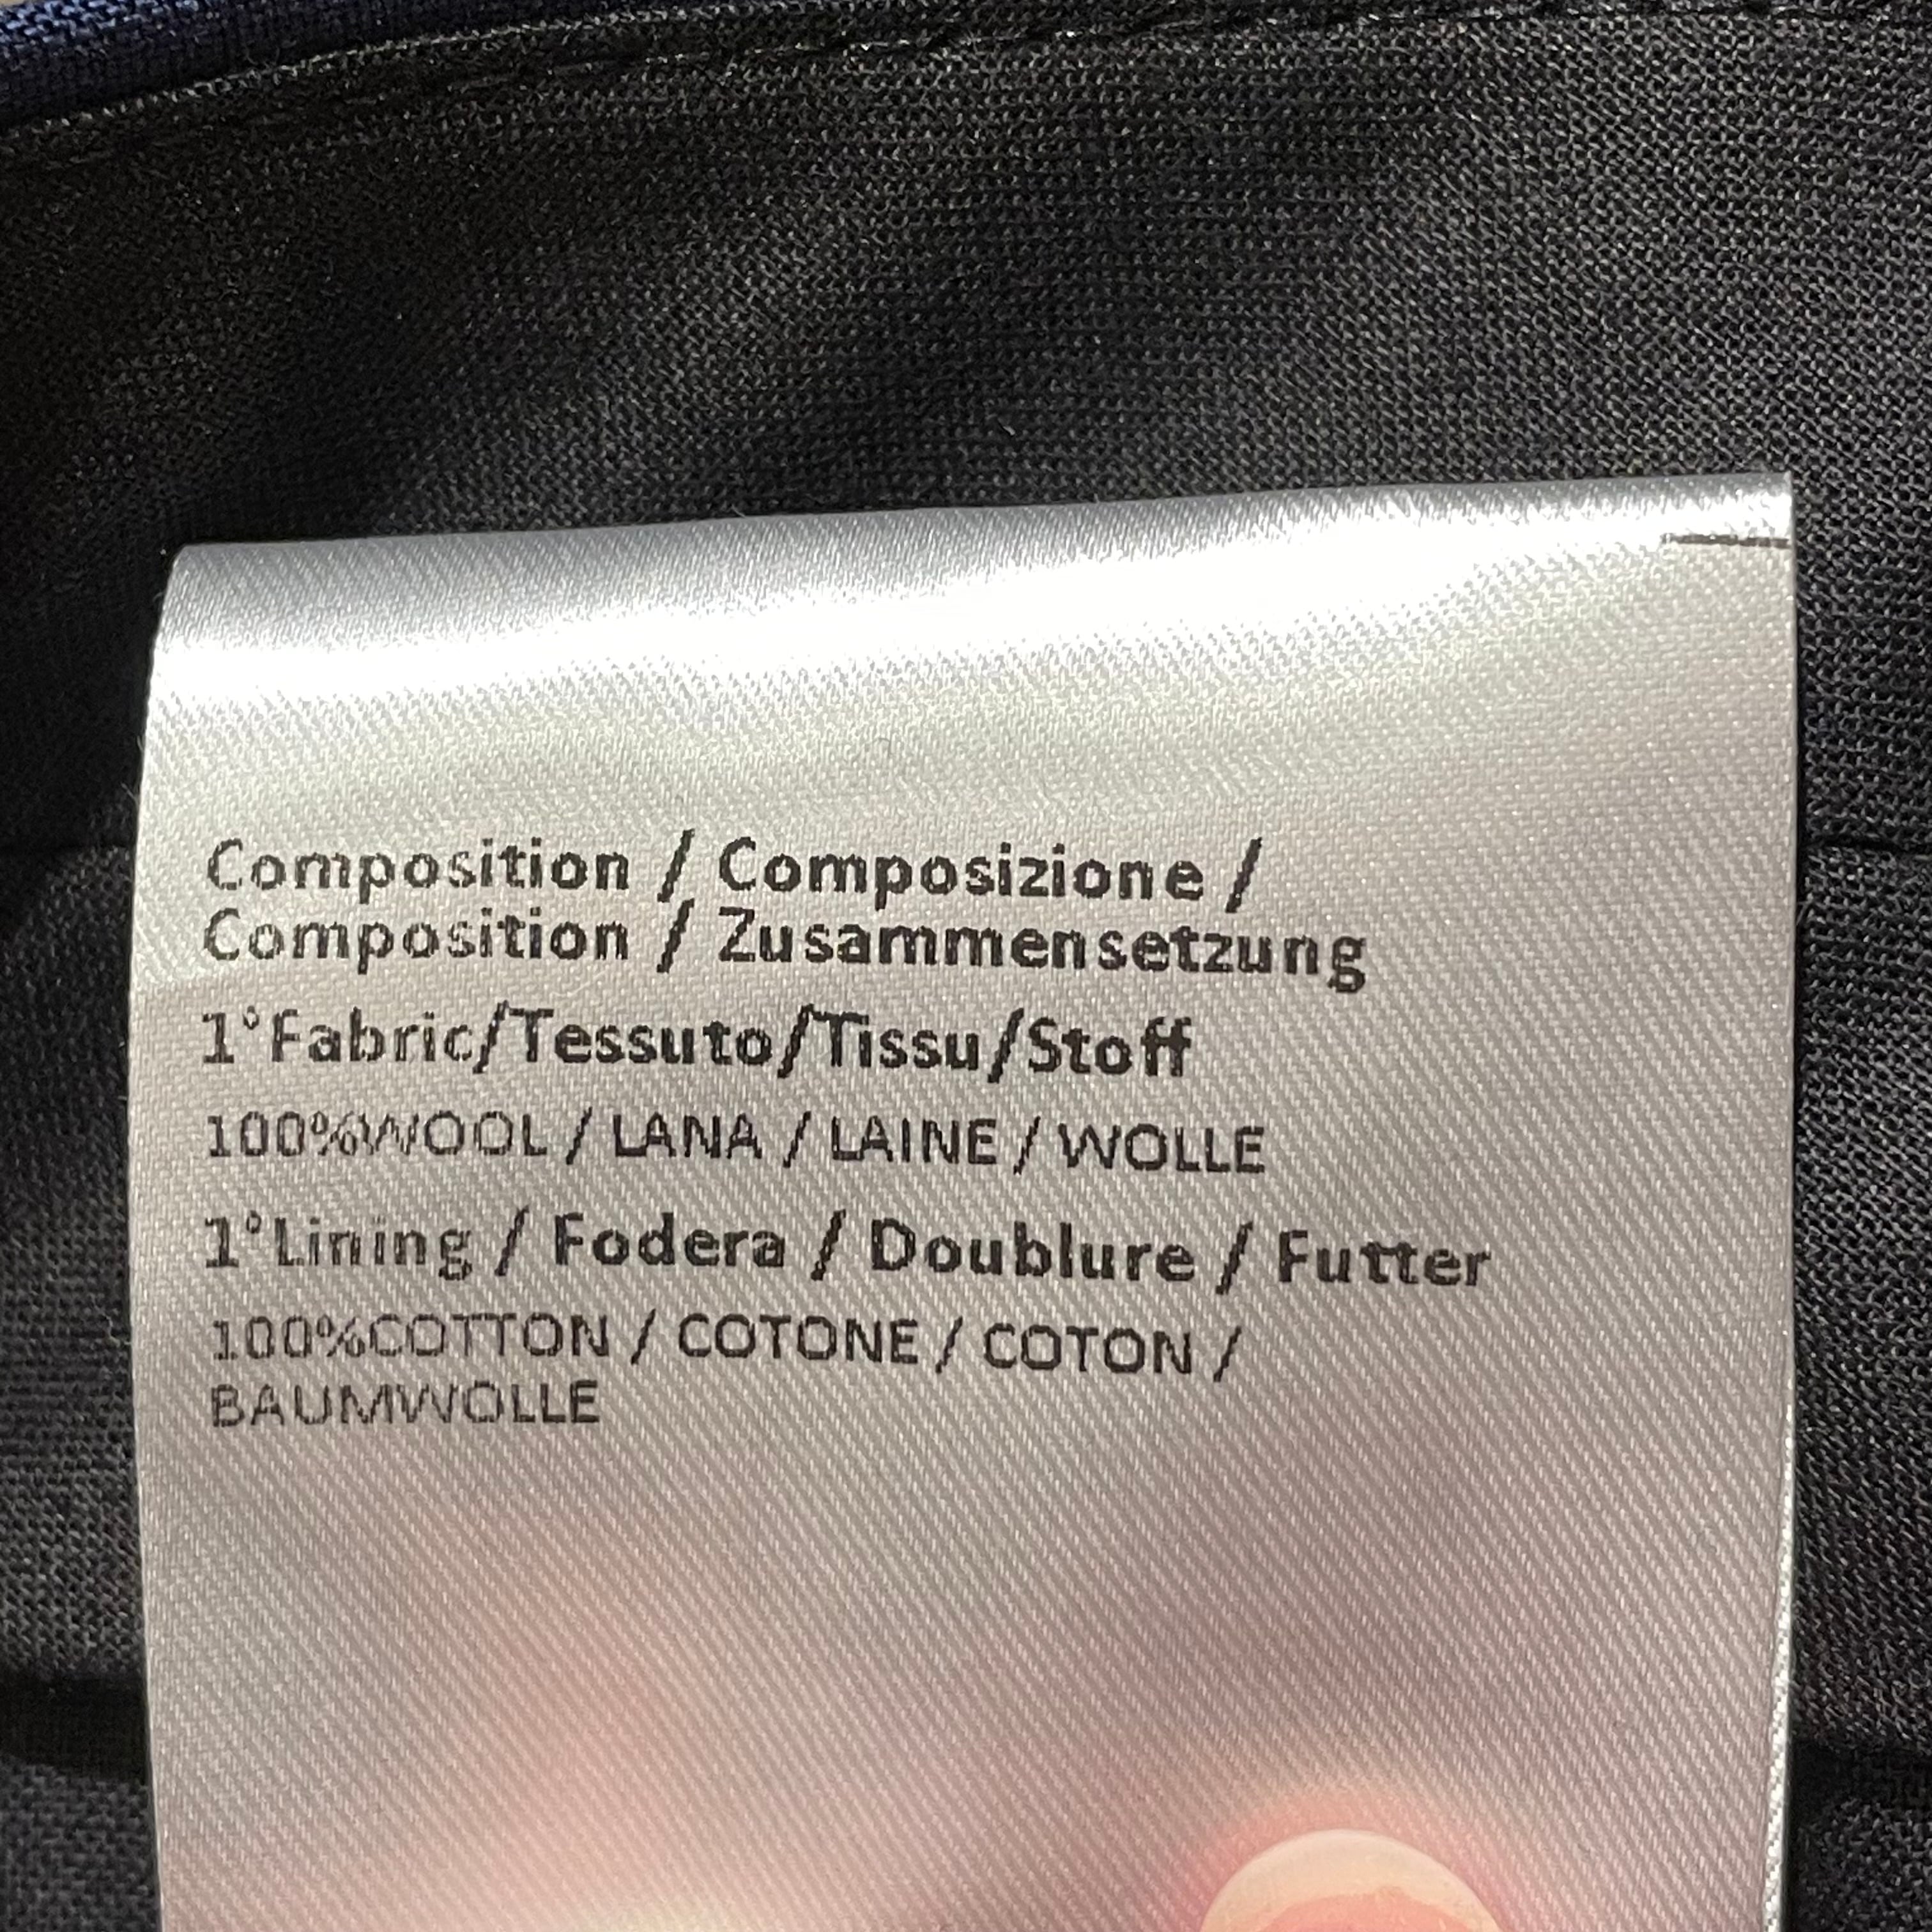 Composition / Composizione /
Composition / Zusammensetzung
1°Fabric/Tessuto/Tissu/Stoff
100%WOOL / LANA / LAINE / WOLLE
1°Lining / Fodera / Doublure / Futter
100%COTTON / COTONE / COTON /
BAUMWOLLE